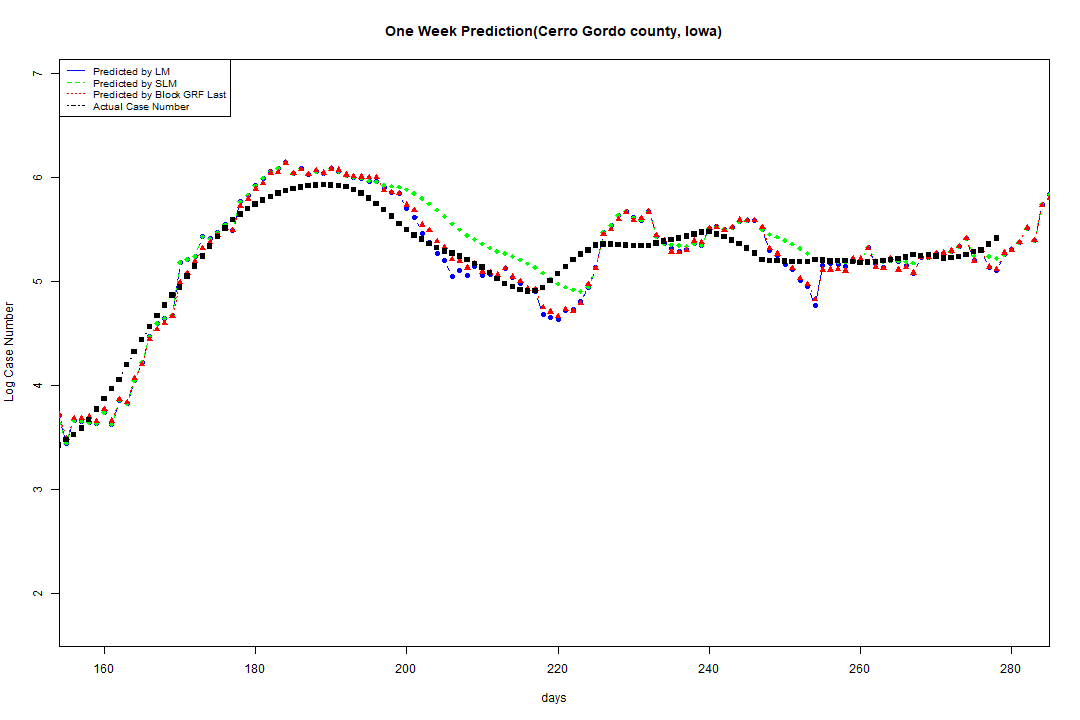 One Week Prediction(Cerro Gordo county, Iowa)
Predicted by LM
Predicted by SLM
Predicted by Block GRF Last
Actual Case Number
7
6
5
4
3
2
Log Case Number
160 180 200 220 240 260 280
days